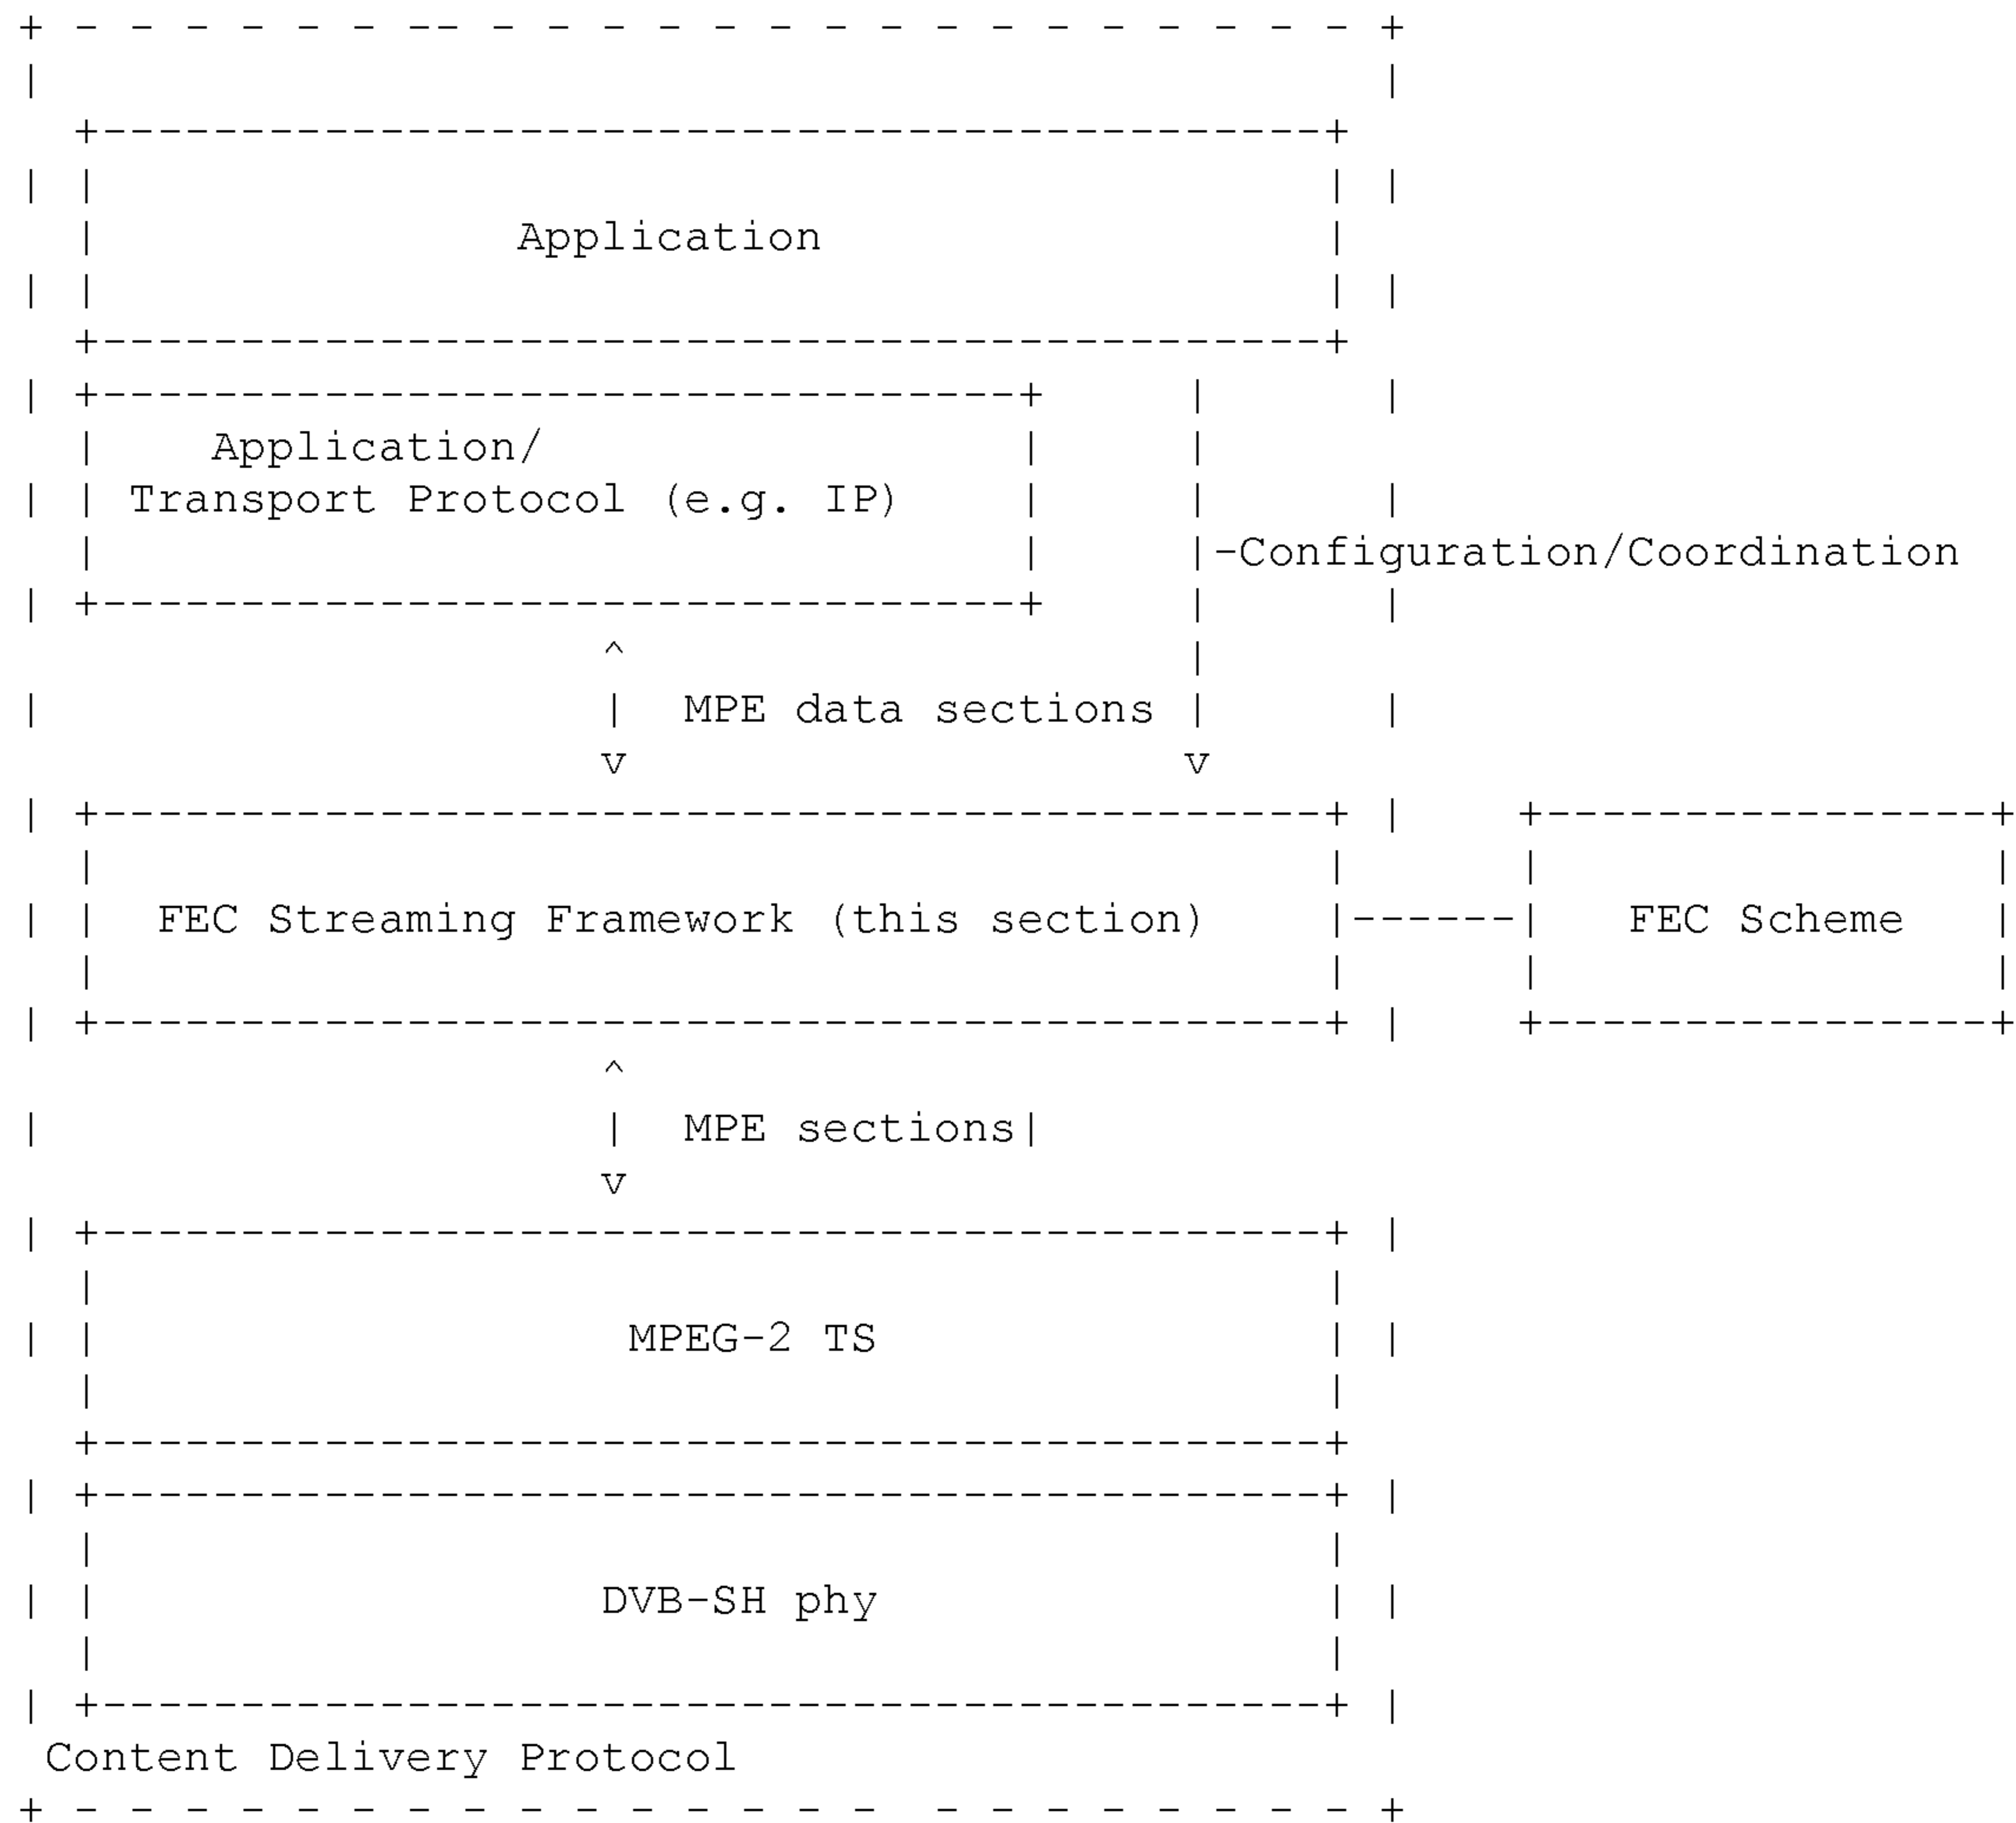 Application
Application/
Transport Protocol (e.g. IP)
-Configuration/Coordination
MPE data sections
FEC Streaming Framework (this section)
FEC Scheme
MPE sections
MPEG-2 TS
DVB-SH phy
Content Delivery Protocol